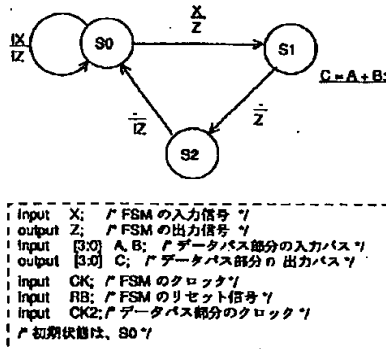 X
Z
!X
!Z
S0
S1
C = A + B;
-
!Z
-
Z
S2
input X; /* FSM の入力信号 */
output Z; /* FSM の出力信号 */
input [3:0] A, B; /* データパス部分の入力バス */
output [3:0] C; /* データパス部分の出力バス */
input CK; /* FSM のクロック */
input RB; /* FSM のリセット信号 */
input CK2; /* データパス部分のクロック */
/* 初期状態は、S0 */